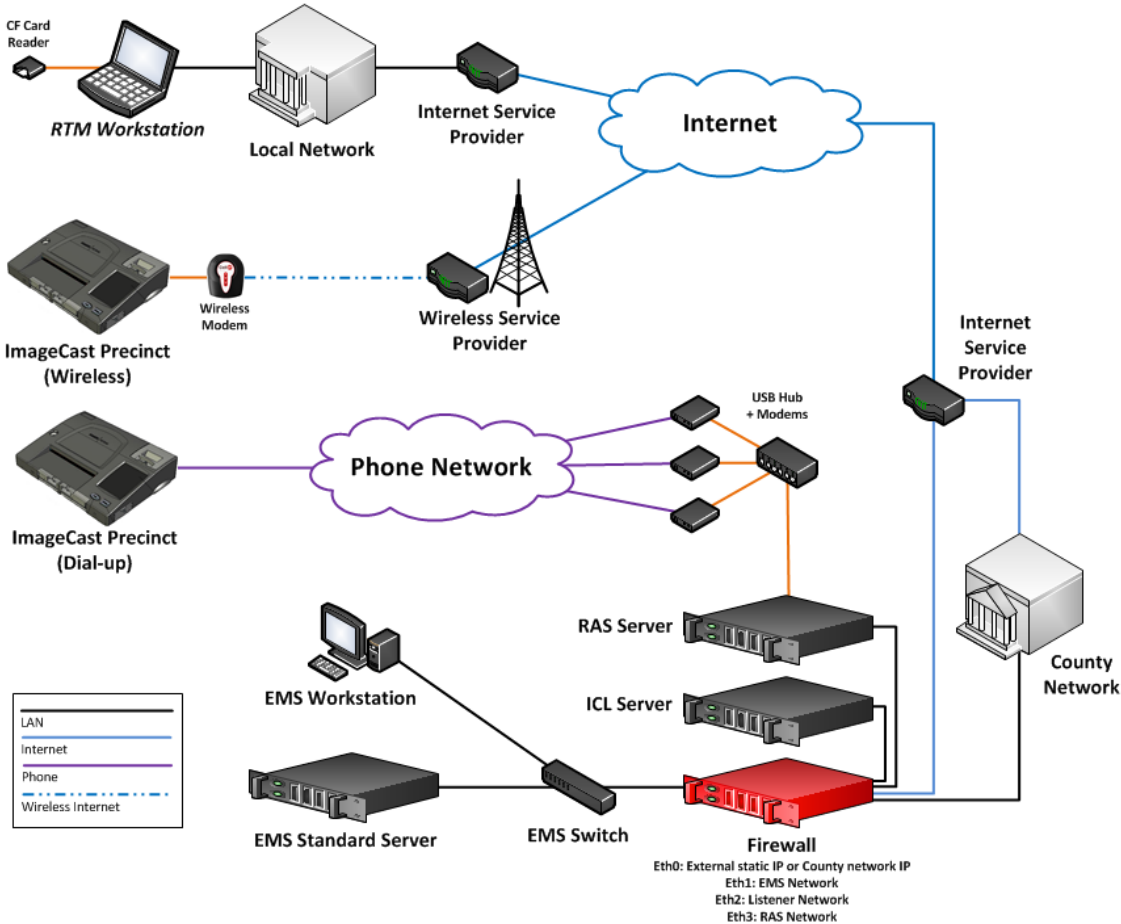 CF Card
Reader
RTM Workstation
Local Network
Internet Service
Provider
Internet
ImageCast Precinct
(Wireless)
Wireless
Modem
Wireless Service
Provider
Internet
Service
Provider
ImageCast Precinct
(Dial-up)
Phone Network
USB Hub
+ Modems
RAS Server
ICL Server
County
Network
EMS Workstation
EMS Standard Server
EMS Switch
Firewall
Eth0: External static IP or County network IP
Eth1: EMS Network
Eth2: Listener Network
Eth3: RAS Network
LAN
Internet
Phone
Wireless Internet